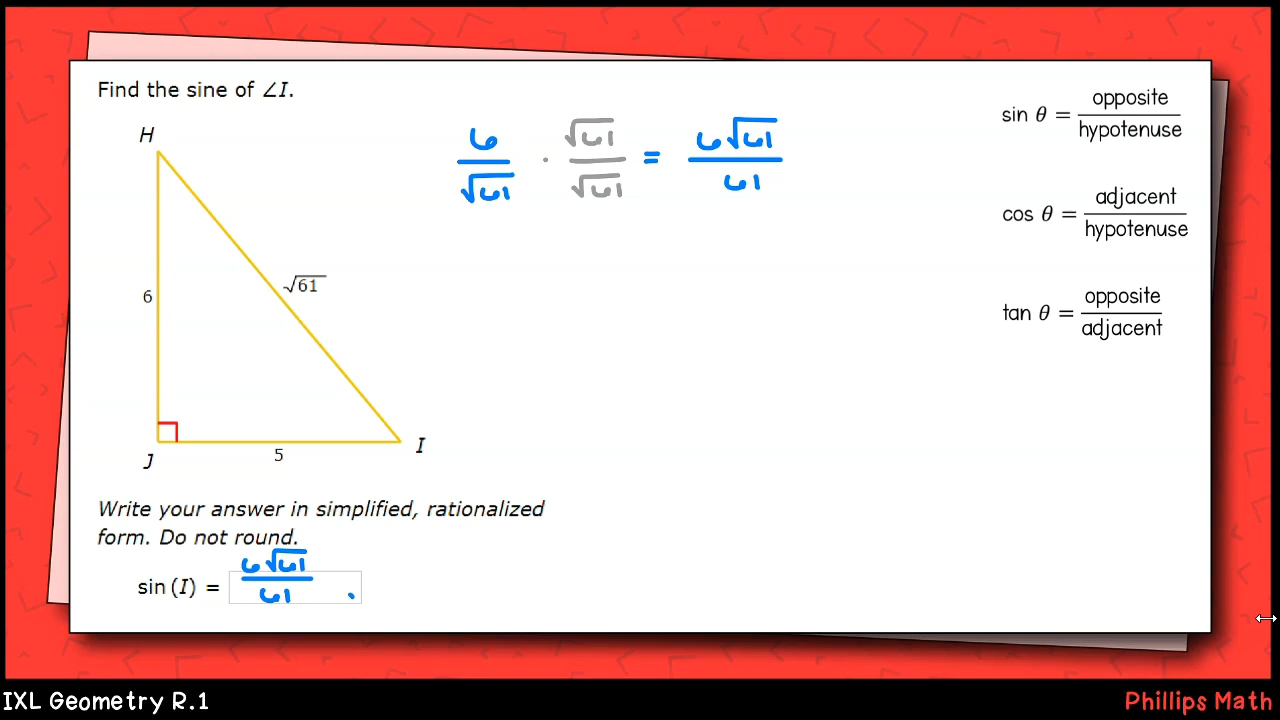 Find the sine of ∠I.
H
6
√61
J
5
I
6/√61 · √61/√61 = 6√61/61
sin θ = opposite/hypotenuse
cos θ = adjacent/hypotenuse
tan θ = opposite/adjacent
Write your answer in simplified, rationalized
form. Do not round.
sin (I) = 6√61/61 .
IXL Geometry R.1
Phillips Math